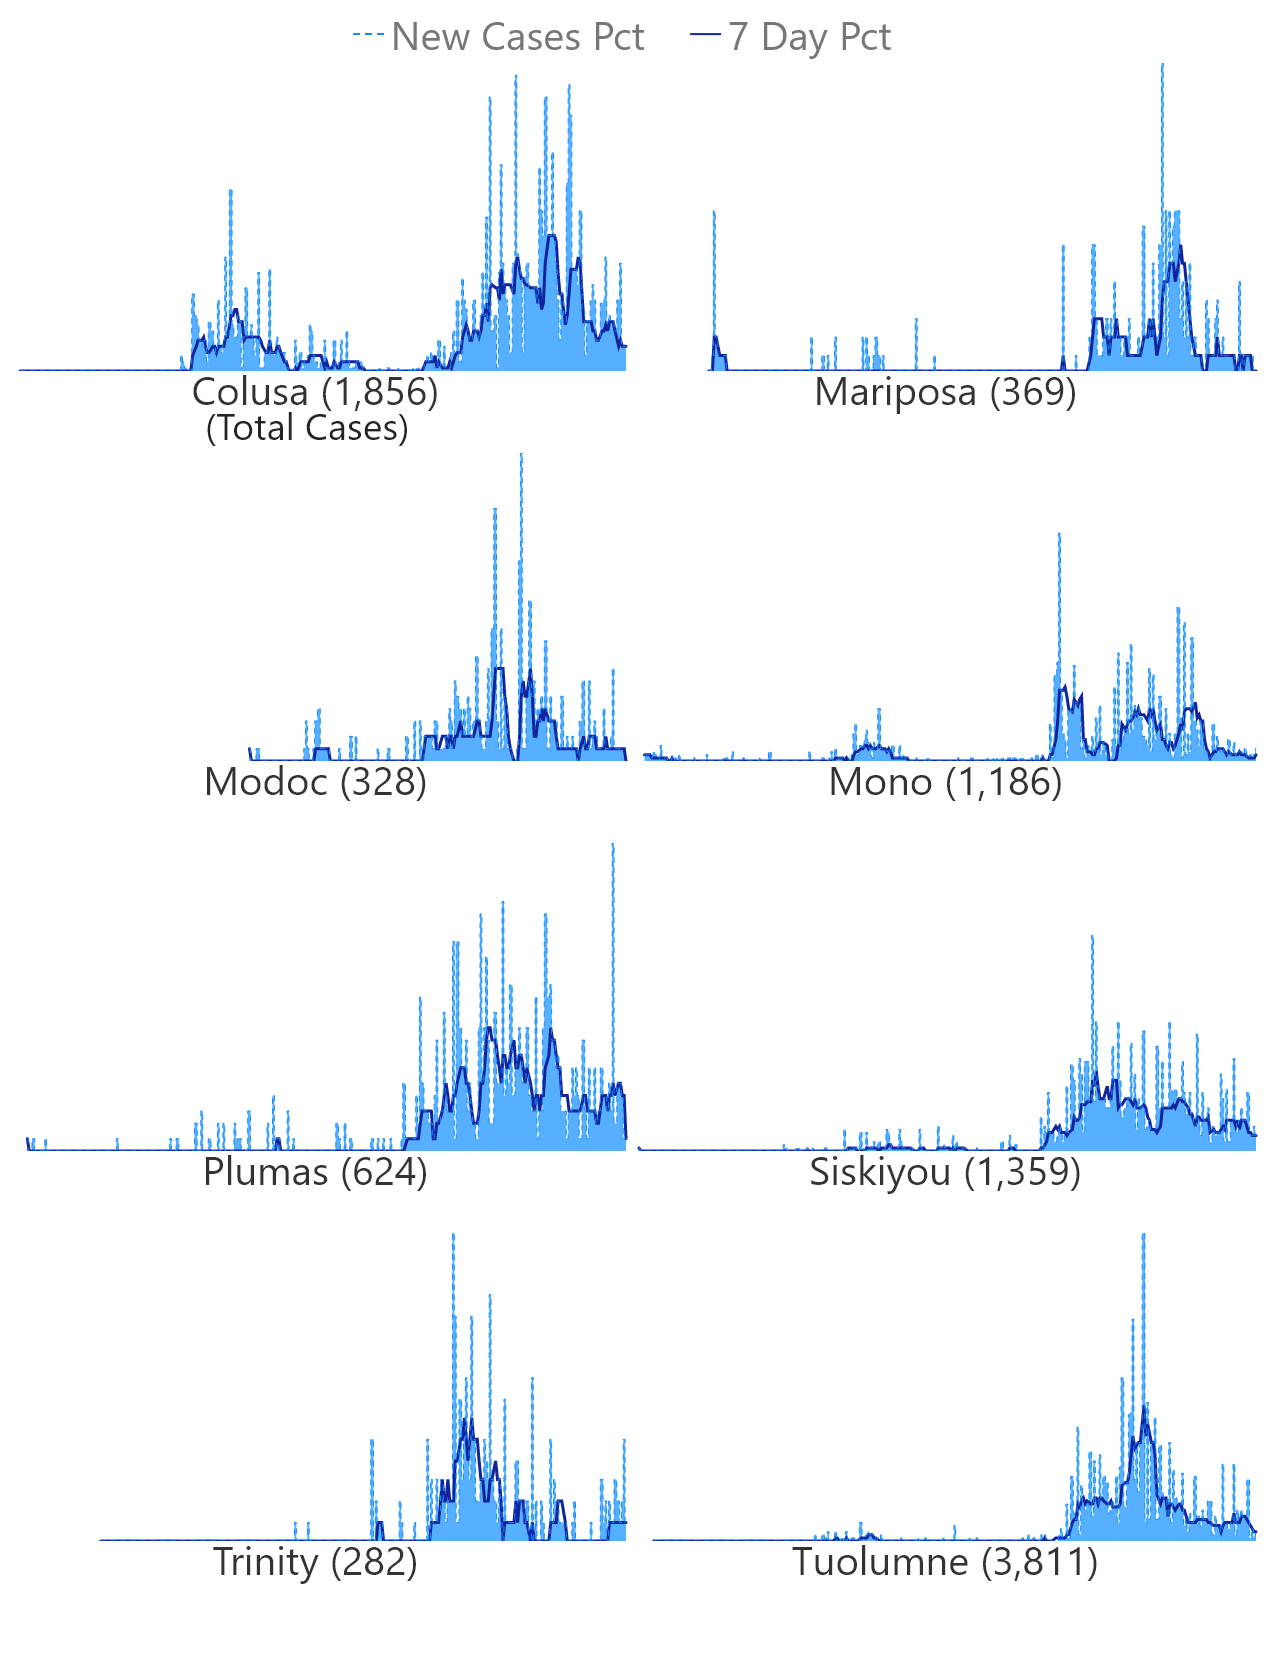 New Cases Pct 7 Day Pct
Colusa (1,856) Mariposa (369)
(Total Cases)
Modoc (328) Mono (1,186)
Plumas (624) Siskiyou (1,359)
Trinity (282) Tuolumne (3,811)